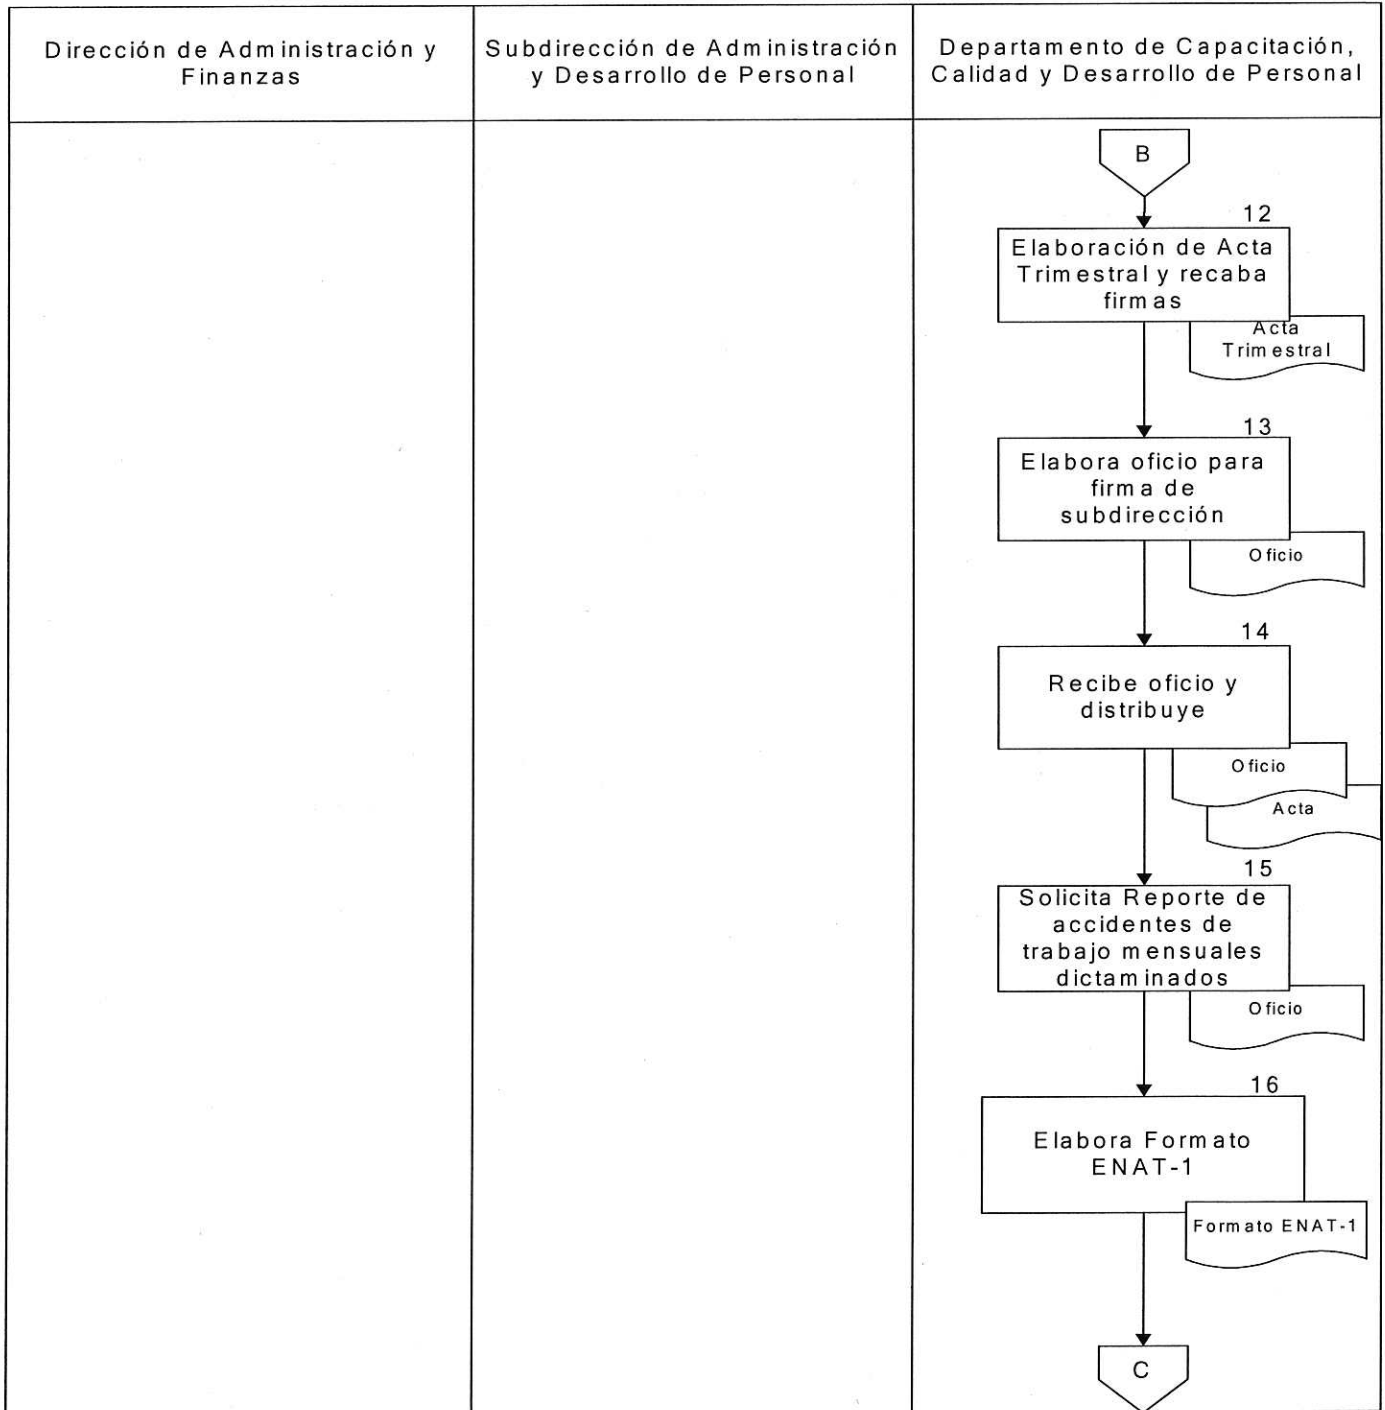 Dirección de Administración y
Finanzas
Subdirección de Administración
y Desarrollo de Personal
Departamento de Capacitación,
Calidad y Desarrollo de Personal
B
12
Elaboración de Acta
Trimestral y recaba
firmas
Acta
Trimestral
13
Elabora oficio para
firma de
subdirección
Oficio
14
Recibe oficio y
distribuye
Oficio
Acta
15
Solicita Reporte de
accidentes de
trabajo mensuales
dictaminados
Oficio
16
Elabora Formato
ENAT-1
Formato ENAT-1
C